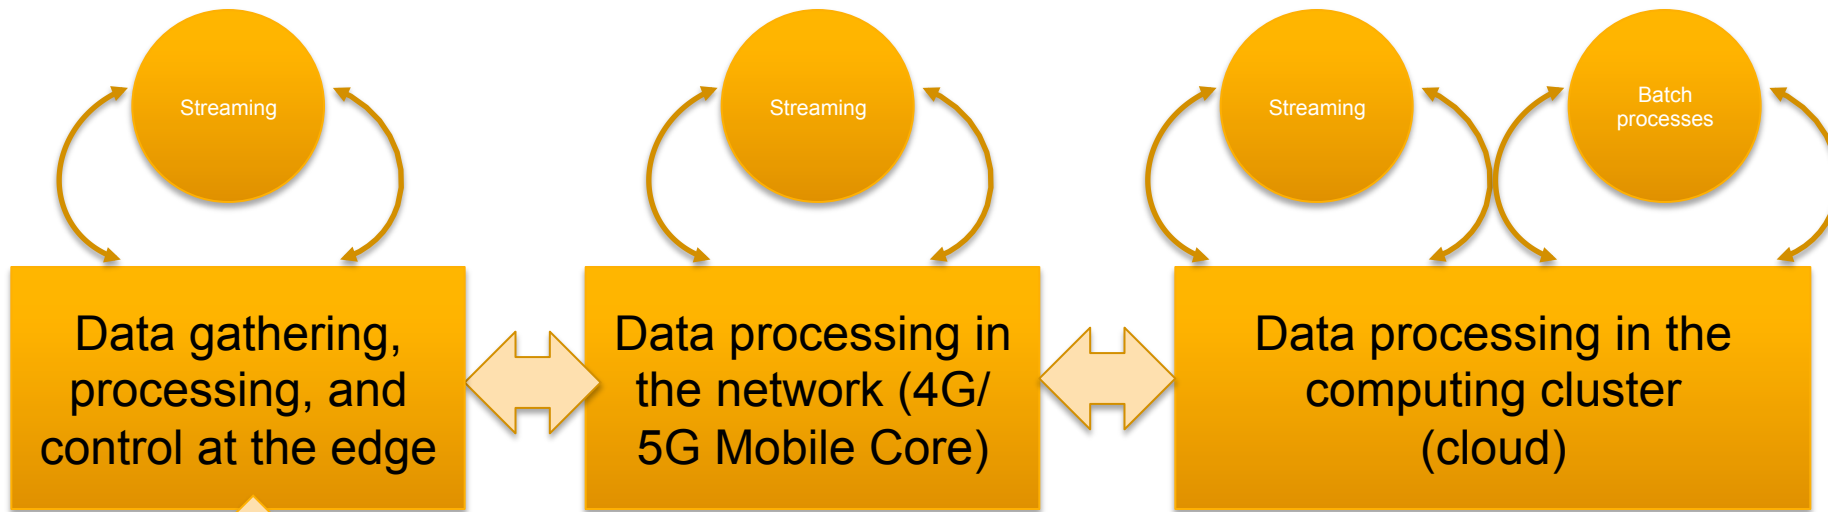 Streaming
Streaming
Streaming
Batch
processes
Data gathering,
processing, and
control at the edge
Data processing in
the network (4G/
5G Mobile Core)
Data processing in the
computing cluster
(cloud)